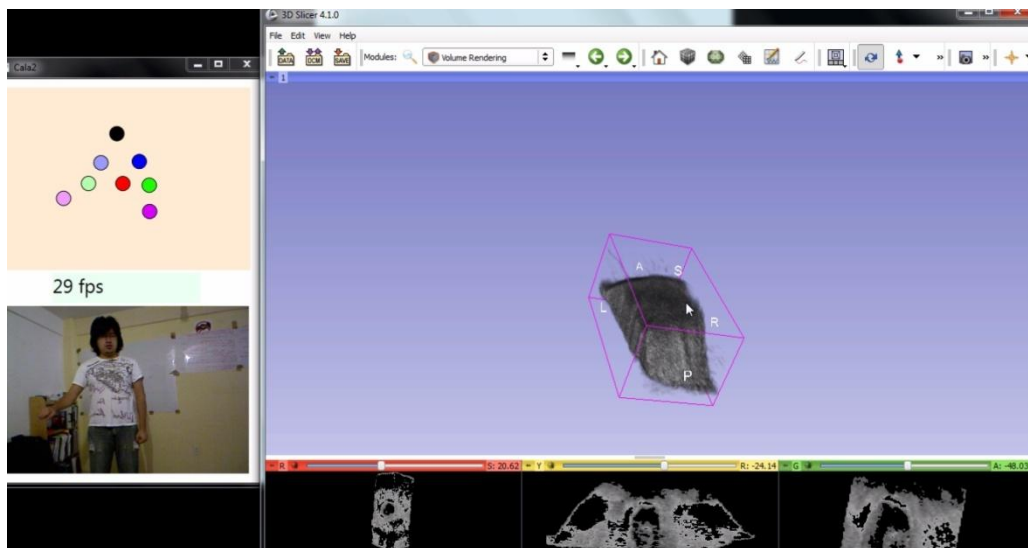 3D Slicer 4.1.0
File Edit View Help
DATA DCM SAVE Modules: Volume Rendering
Cala2
1
29 fps
A S
L R
P
R S: 20.62 Y R: -24.14 G A: -48.03